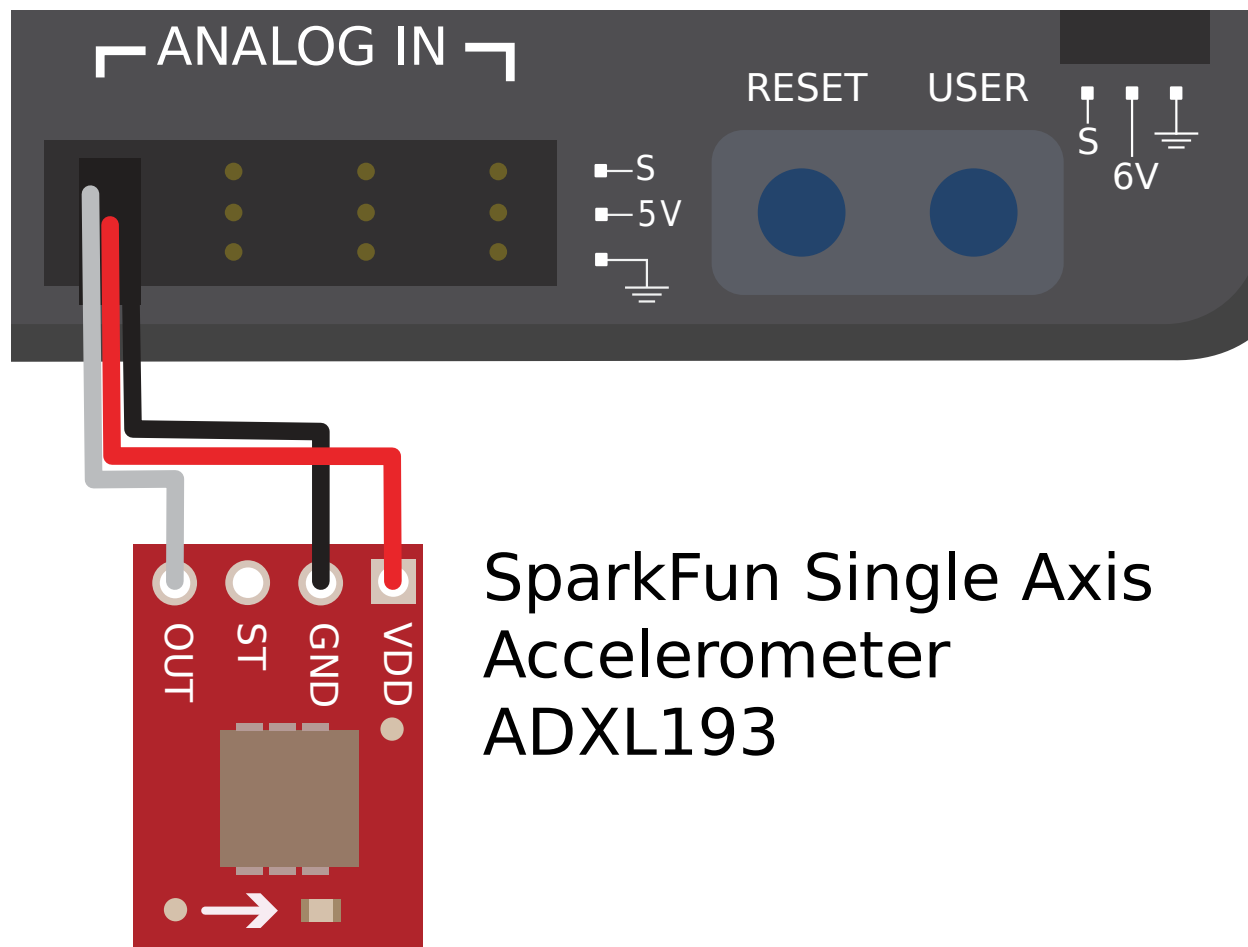 ANALOG IN
RESET
USER
S
6V
S
5V
OUT
ST
GND
VDD
SparkFun Single Axis
Accelerometer
ADXL193